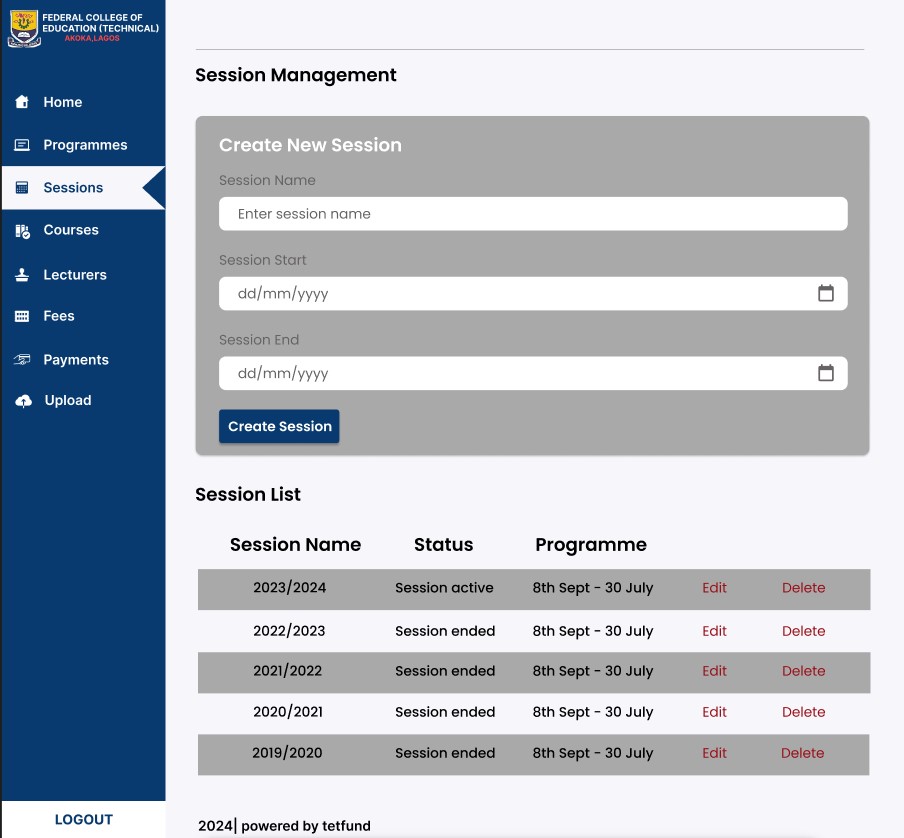 FEDERAL COLLEGE OF
EDUCATION (TECHNICAL)
AKOKA,LAGOS
Home
Programmes
Sessions
Courses
Lecturers
Fees
Payments
Upload
LOGOUT
Session Management
Create New Session
Session Name
Enter session name
Session Start
dd/mm/yyyy
Session End
dd/mm/yyyy
Create Session
Session List
Session Name Status Programme
2023/2024 Session active 8th Sept - 30 July Edit Delete
2022/2023 Session ended 8th Sept - 30 July Edit Delete
2021/2022 Session ended 8th Sept - 30 July Edit Delete
2020/2021 Session ended 8th Sept - 30 July Edit Delete
2019/2020 Session ended 8th Sept - 30 July Edit Delete
2024| powered by tetfund